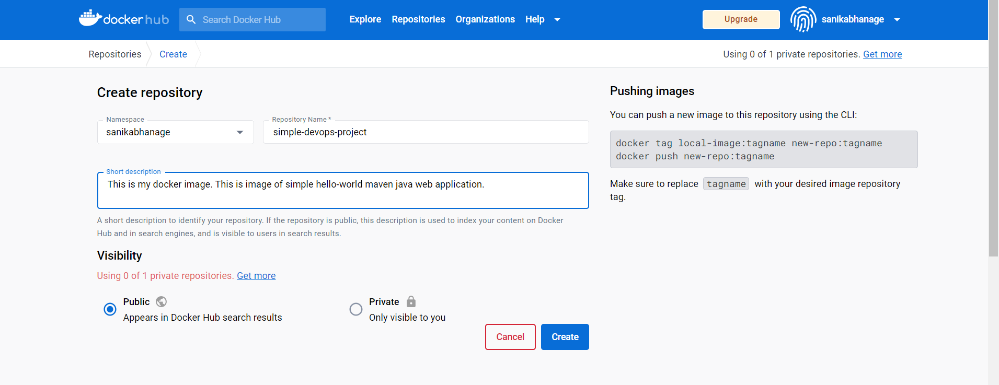 docker hub
Search Docker Hub
Explore
Repositories
Organizations
Help
Upgrade
sanikabhanage
Repositories
Create
Using 0 of 1 private repositories. Get more
Create repository
Namespace
sanikabhanage
Repository Name *
simple-devops-project
Short description
This is my docker image. This is image of simple hello-world maven java web application.
A short description to identify your repository. If the repository is public, this description is used to index your content on Docker
Hub and in search engines, and is visible to users in search results.
Visibility
Using 0 of 1 private repositories. Get more
Public
Appears in Docker Hub search results
Private
Only visible to you
Cancel
Create
Pushing images
You can push a new image to this repository using the CLI:
docker tag local-image:tagname new-repo:tagname
docker push new-repo:tagname
Make sure to replace tagname with your desired image repository
tag.